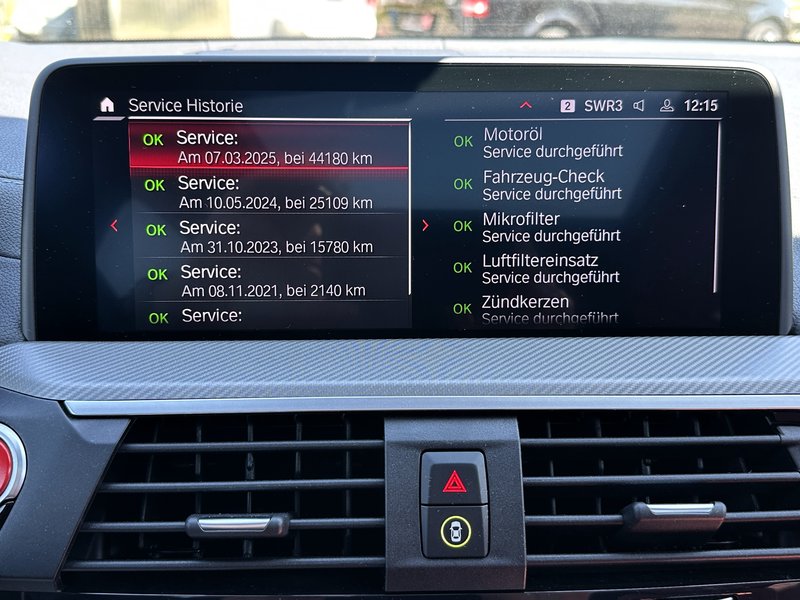 Service Historie
2 SWR3 12:15
OK Service:
Am 07.03.2025, bei 44180 km
OK Service:
Am 10.05.2024, bei 25109 km
OK Service:
Am 31.10.2023, bei 15780 km
OK Service:
Am 08.11.2021, bei 2140 km
OK Service:
OK Motoröl
Service durchgeführt
OK Fahrzeug-Check
Service durchgeführt
OK Mikrofilter
Service durchgeführt
OK Luftfiltereinsatz
Service durchgeführt
OK Zündkerzen
Service durchgeführt